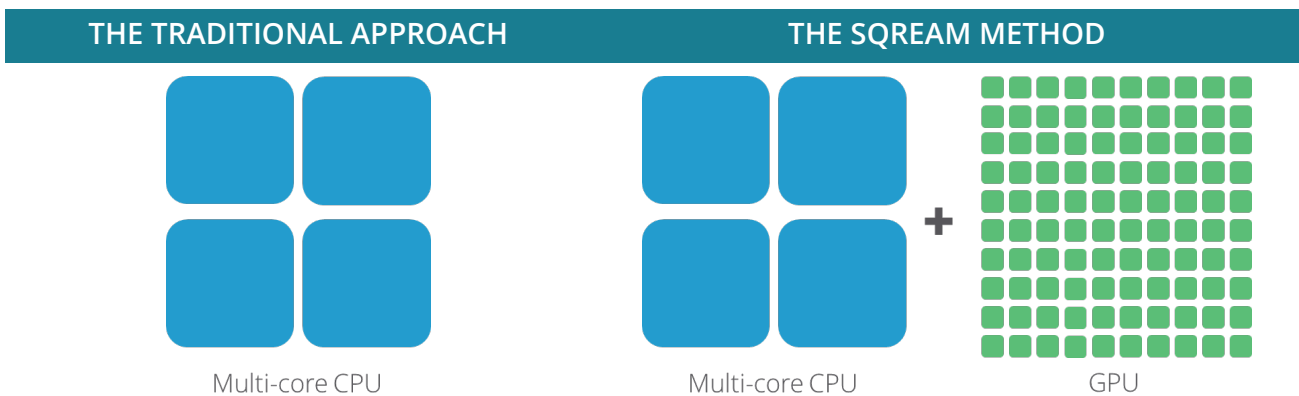 THE TRADITIONAL APPROACH
THE SQREAM METHOD
Multi-core CPU
Multi-core CPU
GPU